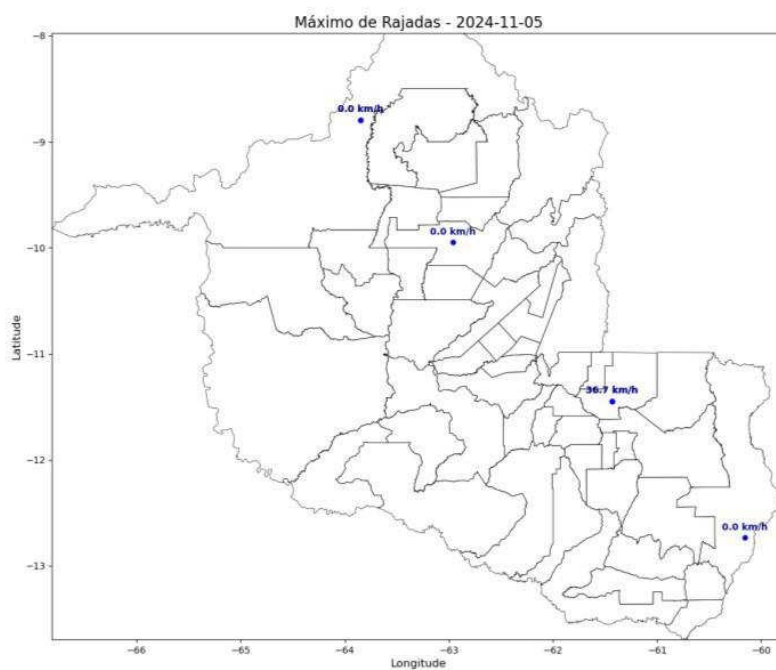 Máximo de Rajadas - 2024-11-05
−8
0.0 km/h
−9
0.0 km/h
−10
Latitude
−11
36.7 km/h
−12
0.0 km/h
−13
−66 −65 −64 −63 −62 −61 −60
Longitude